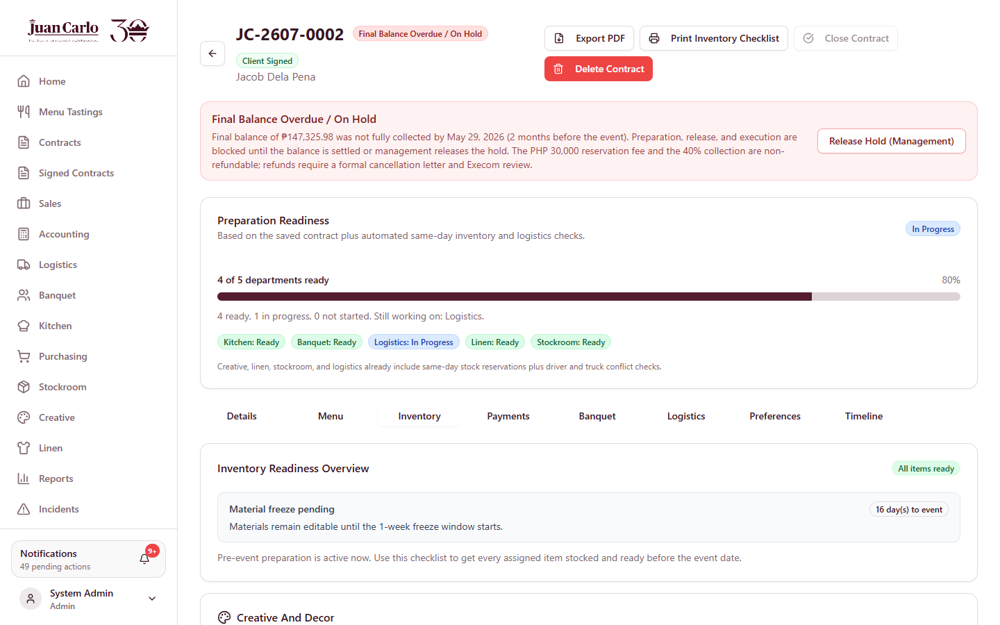 Juan Carlo 30
Home
Menu Tastings
Contracts
Signed Contracts
Sales
Accounting
Logistics
Banquet
Kitchen
Purchasing
Stockroom
Creative
Linen
Reports
Incidents
Notifications
49 pending actions
9+
System Admin
Admin
JC-2607-0002
Final Balance Overdue / On Hold
Client Signed
Jacob Dela Pena
Export PDF
Print Inventory Checklist
Close Contract
Delete Contract
Final Balance Overdue / On Hold
Final balance of ₱147,325.98 was not fully collected by May 29, 2026 (2 months before the event). Preparation, release, and execution are
blocked until the balance is settled or management releases the hold. The PHP 30,000 reservation fee and the 40% collection are non-
refundable; refunds require a formal cancellation letter and Execom review.
Release Hold (Management)
Preparation Readiness
Based on the saved contract plus automated same-day inventory and logistics checks.
In Progress
4 of 5 departments ready
80%
4 ready, 1 in progress, 0 not started. Still working on: Logistics.
Kitchen: Ready
Banquet: Ready
Logistics: In Progress
Linen: Ready
Stockroom: Ready
Creative, linen, stockroom, and logistics already include same-day stock reservations plus driver and truck conflict checks.
Details
Menu
Inventory
Payments
Banquet
Logistics
Preferences
Timeline
Inventory Readiness Overview
All items ready
Material freeze pending
16 day(s) to event
Materials remain editable until the 1-week freeze window starts.
Pre-event preparation is active now. Use this checklist to get every assigned item stocked and ready before the event date.
Creative And Decor